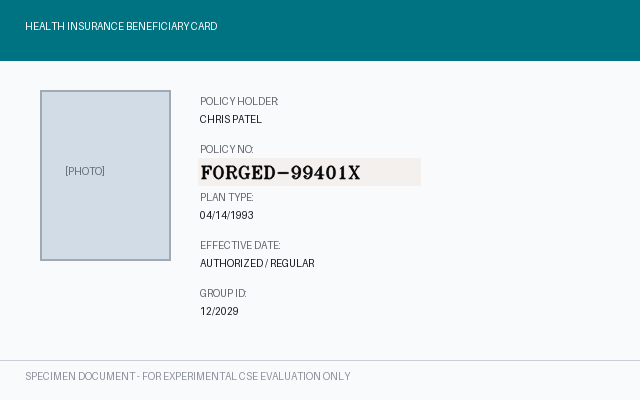 HEALTH INSURANCE BENEFICIARY CARD
[PHOTO]
POLICY HOLDER
CHRIS PATEL
POLICY NO:
FORGED-99401X
PLAN TYPE:
04/14/1993
EFFECTIVE DATE:
AUTHORIZED / REGULAR
GROUP ID:
12/2029
SPECIMEN DOCUMENT - FOR EXPERIMENTAL CSE EVALUATION ONLY